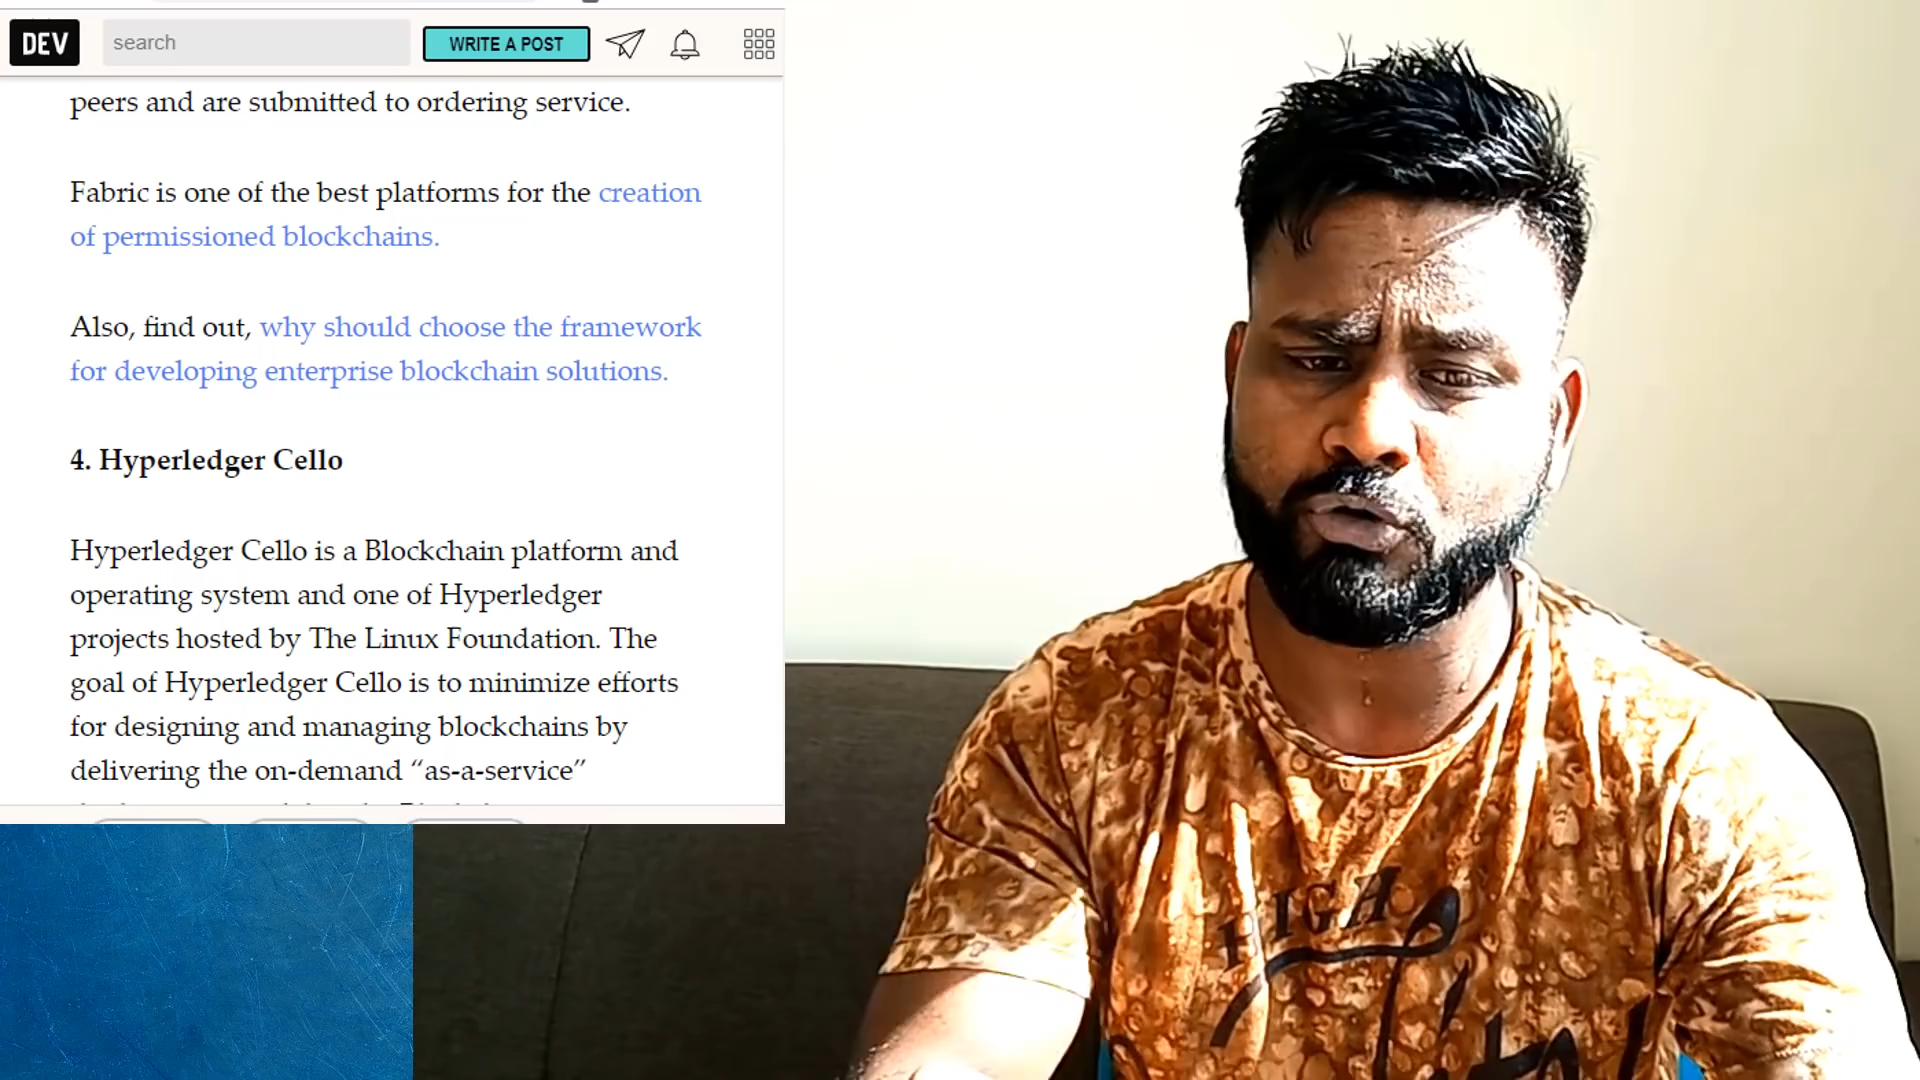 DEV
search
WRITE A POST
peers and are submitted to ordering service.
Fabric is one of the best platforms for the creation
of permissioned blockchains.
Also, find out, why should choose the framework
for developing enterprise blockchain solutions.
4. Hyperledger Cello
Hyperledger Cello is a Blockchain platform and
operating system and one of Hyperledger
projects hosted by The Linux Foundation. The
goal of Hyperledger Cello is to minimize efforts
for designing and managing blockchains by
delivering the on-demand “as-a-service”
HIGH